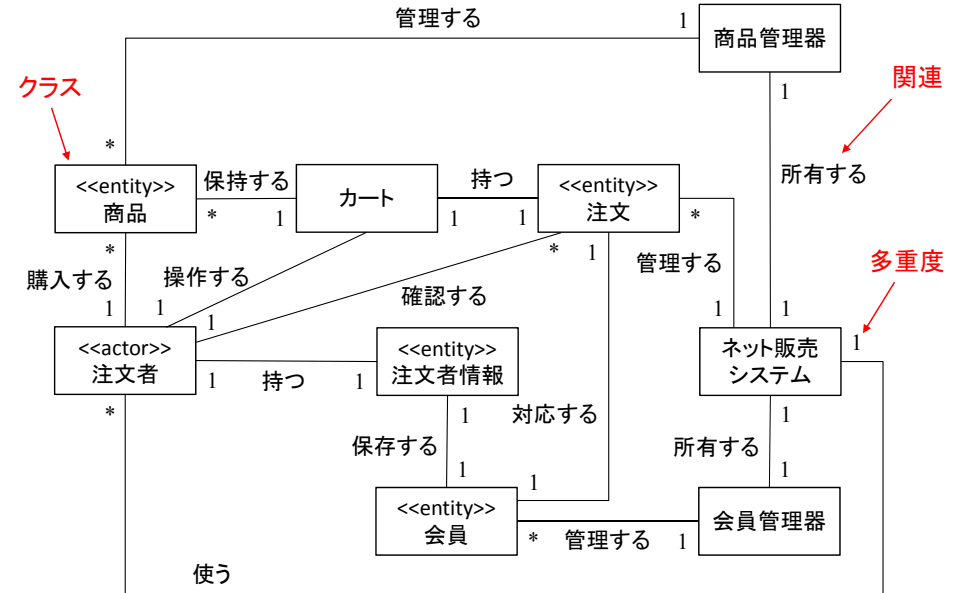 管理する
1
1
商品管理器
クラス
関連
*
1
所有する
<<entity>>
商品
保持する
*
1
カート
持つ
1
1
<<entity>>
注文
*
*
購入する
1
操作する
1
*
1
確認する
1
管理する
1
1
多重度
<<actor>>
注文者
1
持つ
1
<<entity>>
注文者情報
ネット販売
システム
1
*
1
保存する
1
対応する
1
1
所有する
1
<<entity>>
会員
*
管理する
1
会員管理器
使う